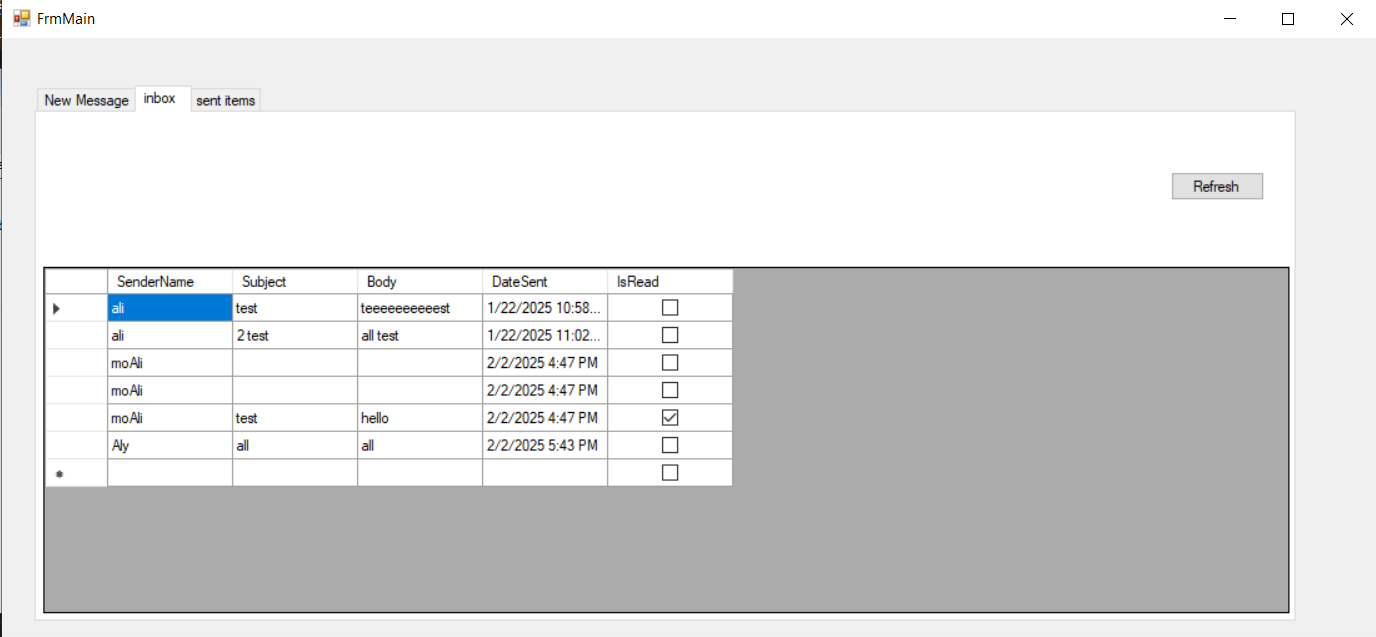 FrmMain
New Message inbox sent items
Refresh
SenderName Subject Body DateSent IsRead
ali test teeeeeeeeeest 1/22/2025 10:58...
ali 2 test all test 1/22/2025 11:02...
moAli 2/2/2025 4:47 PM
moAli 2/2/2025 4:47 PM
moAli test hello 2/2/2025 4:47 PM
Aly all all 2/2/2025 5:43 PM